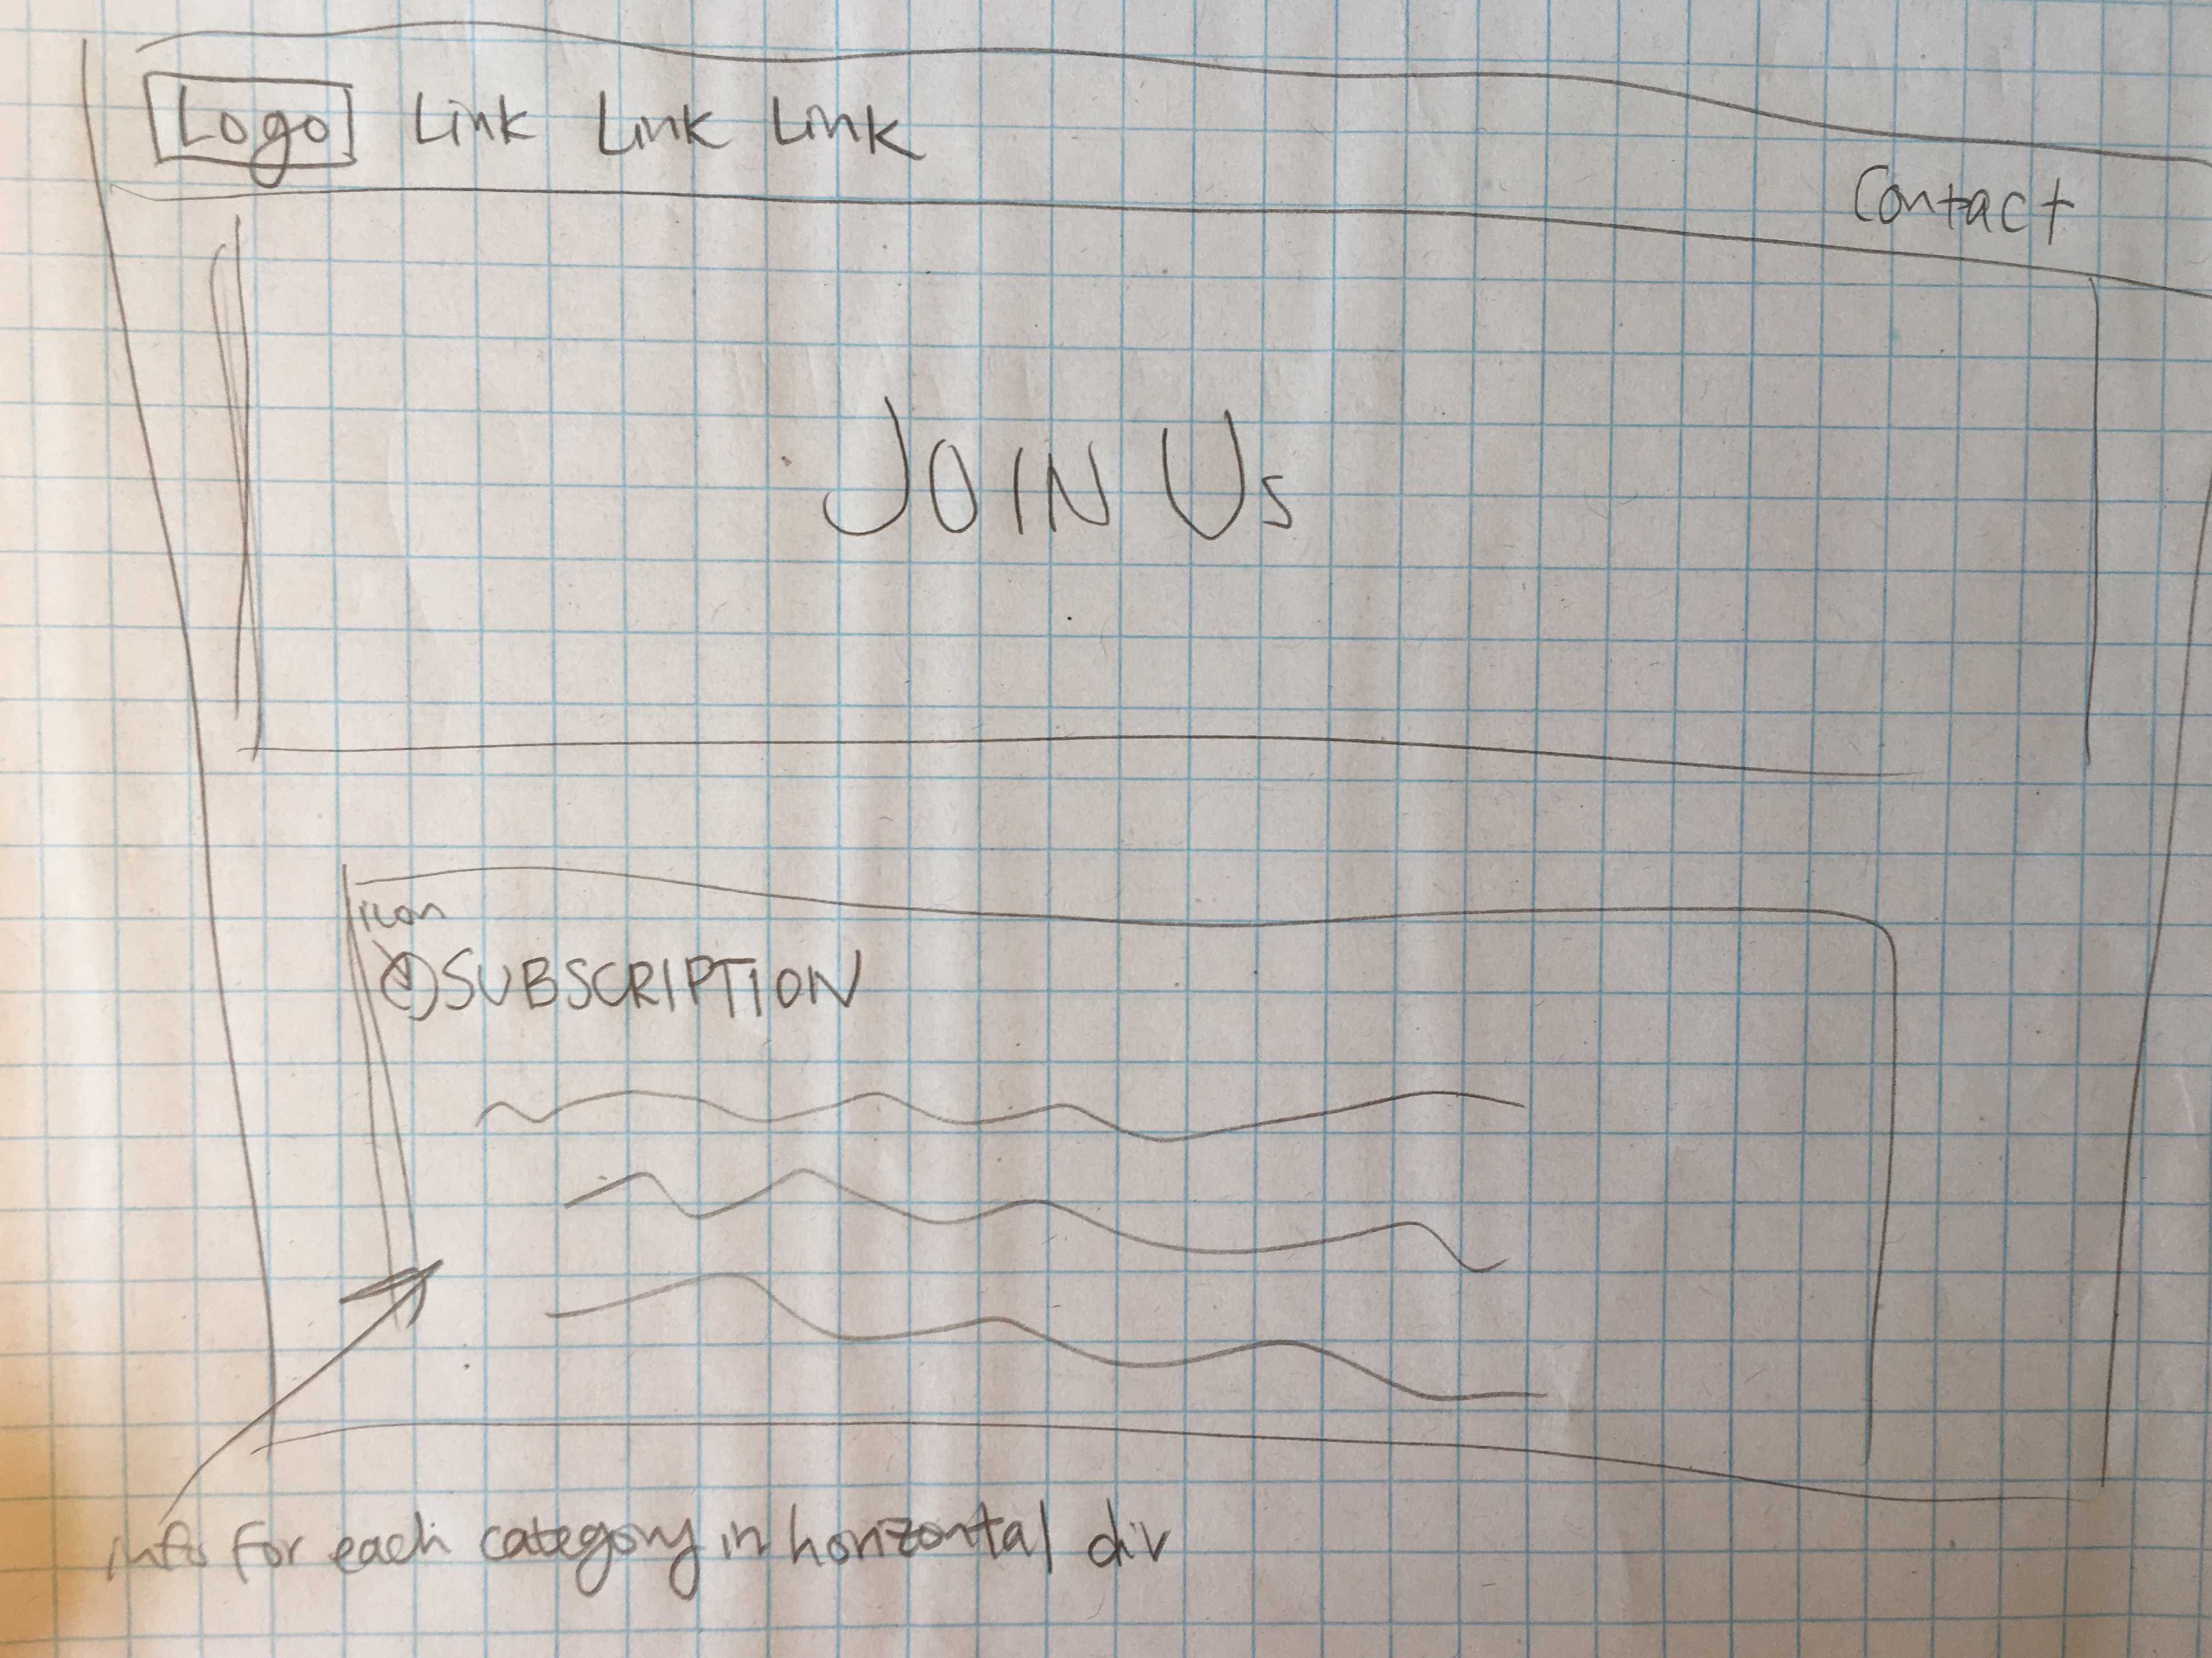 Logo Link Link Link
Contact
JOIN Us
icon
SUBSCRIPTION
info for each category in horizontal div